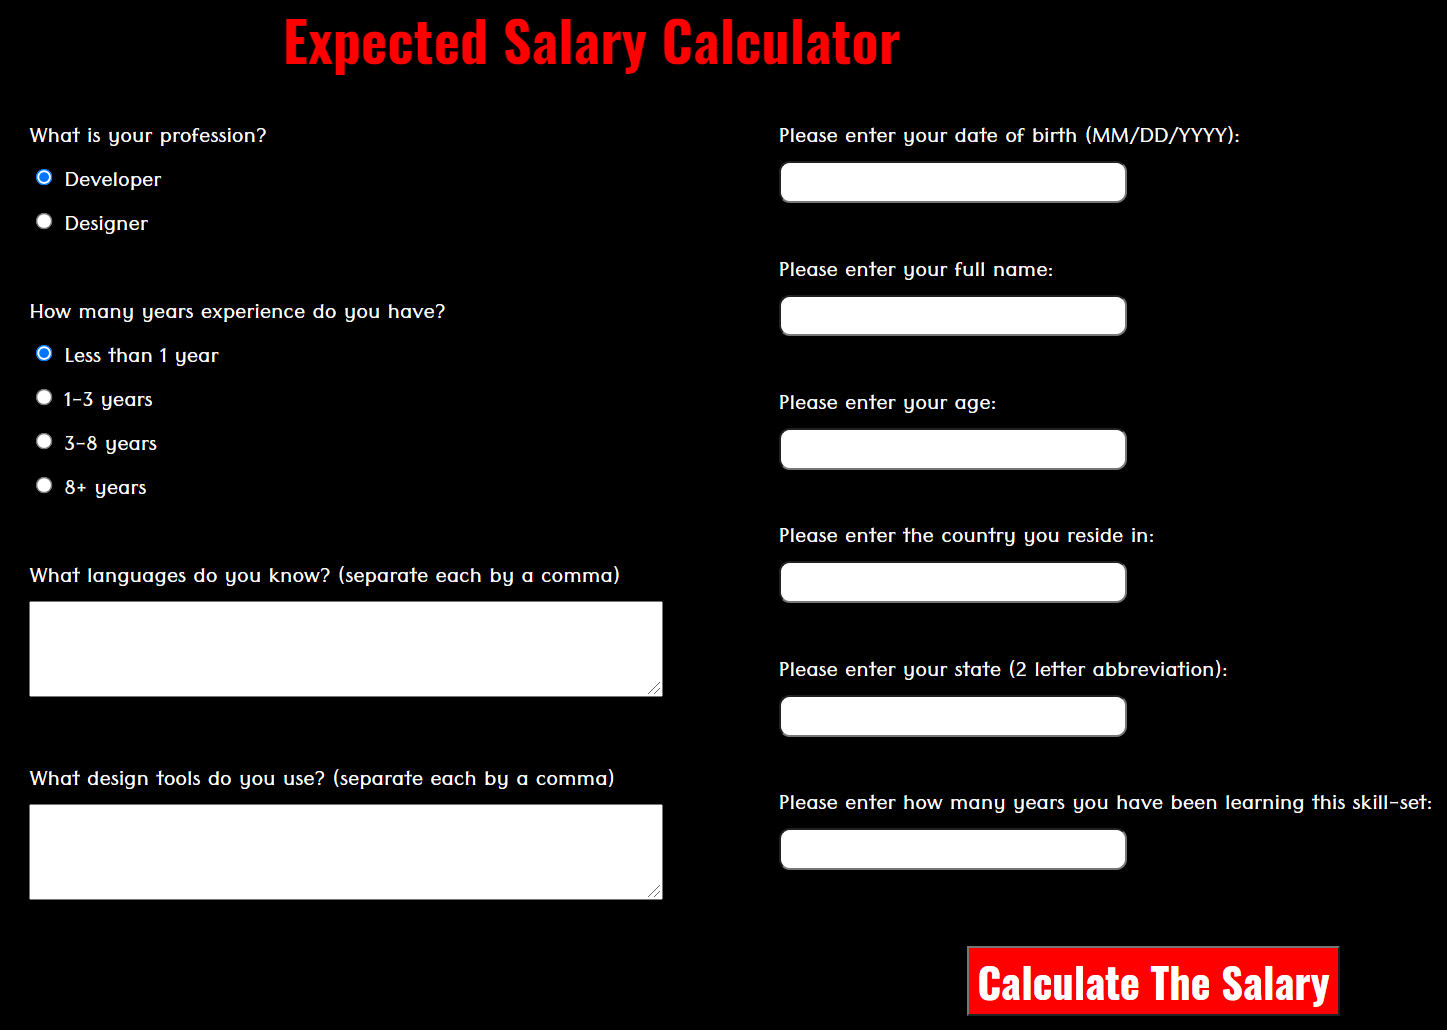 Expected Salary Calculator
What is your profession?
Developer
Designer
How many years experience do you have?
Less than 1 year
1-3 years
3-8 years
8+ years
What languages do you know? (separate each by a comma)
What design tools do you use? (separate each by a comma)
Please enter your date of birth (MM/DD/YYYY):
Please enter your full name:
Please enter your age:
Please enter the country you reside in:
Please enter your state (2 letter abbreviation):
Please enter how many years you have been learning this skill-set:
Calculate The Salary